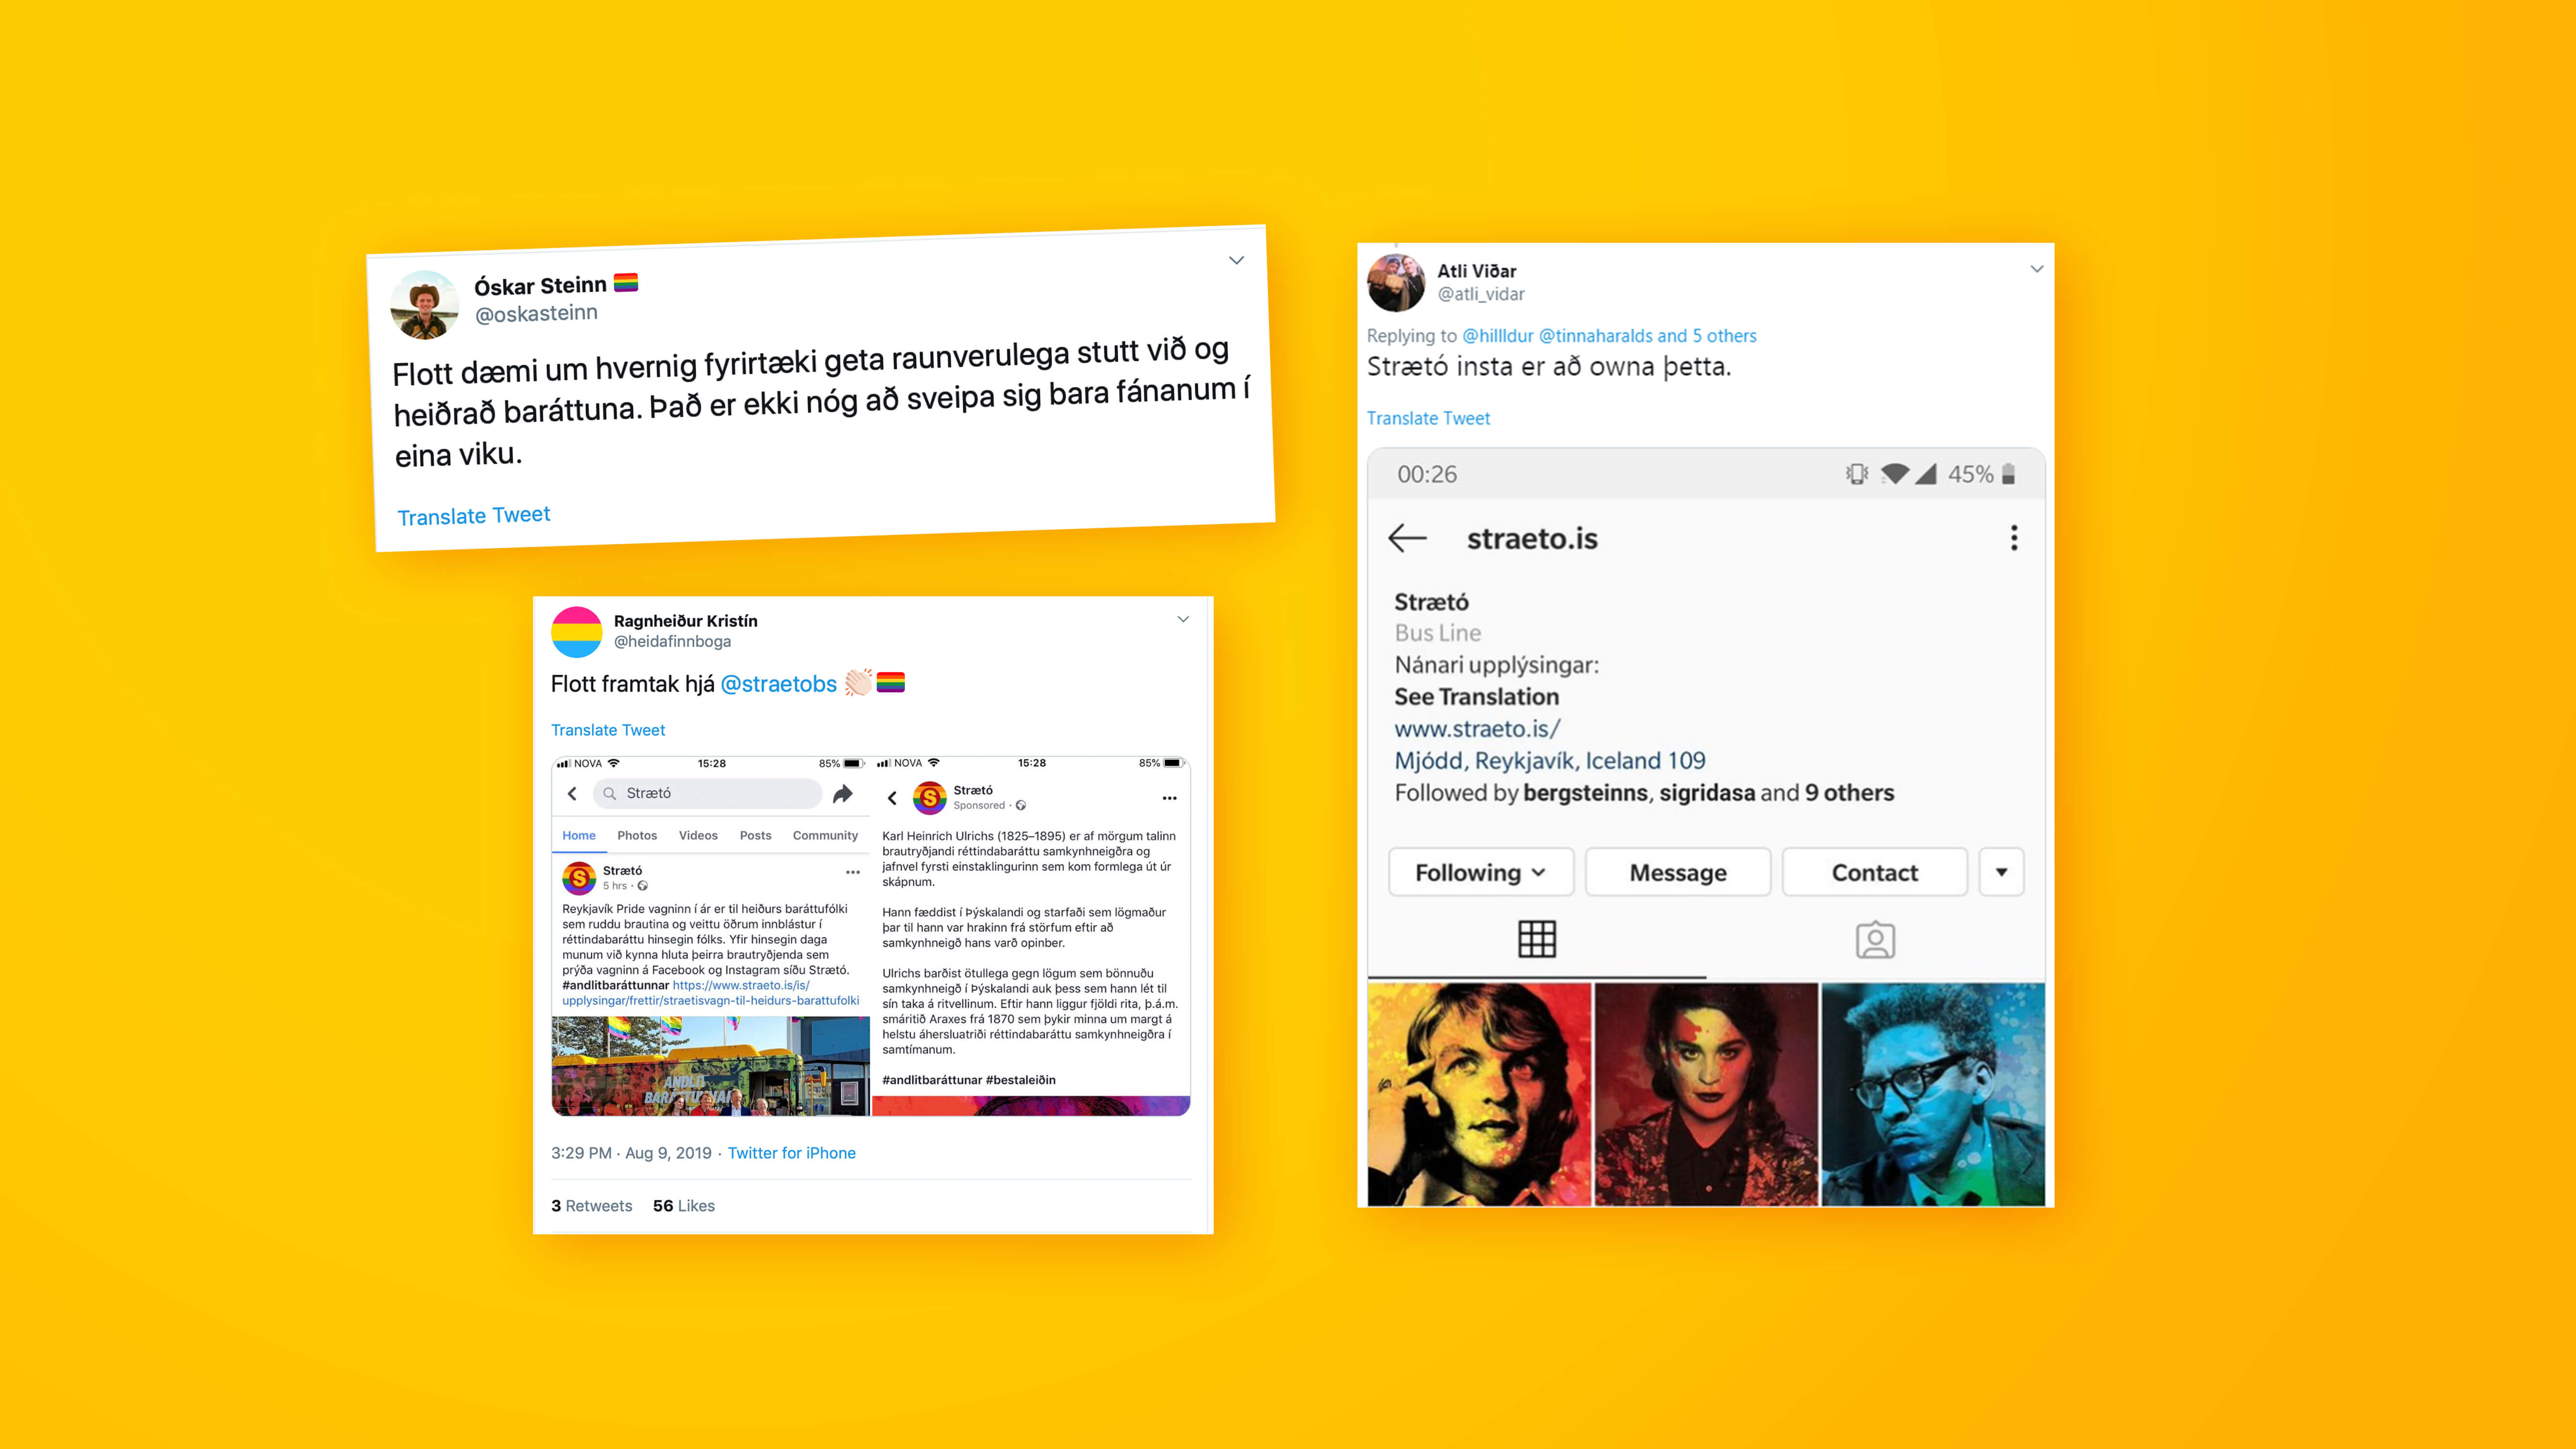 Óskar Steinn
@oskasteinn
Flott dæmi um hvernig fyrirtæki geta raunverulega stutt við og
heiðrað baráttuna. Það er ekki nóg að sveipa sig bara fánanum í
eina viku.
Translate Tweet
Ragnheiður Kristín
@heidafinnboga
Flott framtak hjá @straetobs 👏🏻🏳️‍🌈
Translate Tweet
NOVA 15:28 85%
Strætó
Home Photos Videos Posts Community
Strætó
5 hrs ·
Reykjavík Pride vagninn í ár er til heiðurs baráttufólki
sem ruddu brautina og veittu öðrum innblástur í
réttindabaráttu hinsegin fólks. Yfir hinsegin daga
munum við kynna hluta þeirra brautryðjenda sem
prýða vagninn á Facebook og Instagram síðu Strætó.
#andlitbaráttunnar https://www.straeto.is/is/
upplysingar/frettir/straetisvagn-til-heidurs-barattufolki
ANDLIT
BARÁTTUNNAR
NOVA 15:28 85%
S
Strætó
Sponsored ·
Karl Heinrich Ulrichs (1825–1895) er af mörgum talinn
brautryðjandi réttindabaráttu samkynhneigðra og
jafnvel fyrsti einstaklingurinn sem kom formlega út úr
skápnum.
Hann fæddist í Þýskalandi og starfaði sem lögmaður
þar til hann var hrakinn frá störfum eftir að
samkynhneigð hans varð opinber.
Ulrichs barðist ötullega gegn lögum sem bönnuðu
samkynhneigð í Þýskalandi auk þess sem hann lét til
sín taka á ritvellinum. Eftir hann liggur fjöldi rita, þ.á.m.
smáritið Araxes frá 1870 sem þykir minna um margt á
helstu áhersluatriði réttindabaráttu samkynhneigðra í
samtímanum.
#andlitbaráttunar #bestaleiðin
3:29 PM · Aug 9, 2019 · Twitter for iPhone
3 Retweets 56 Likes
Atli Viðar
@atli_vidar
Replying to @hillldur @tinnaharalds and 5 others
Strætó insta er að owna þetta.
Translate Tweet
00:26 45%
straeto.is
Strætó
Bus Line
Nánari upplýsingar:
See Translation
www.straeto.is/
Mjódd, Reykjavík, Iceland 109
Followed by bergsteinns, sigridasa and 9 others
Following Message Contact